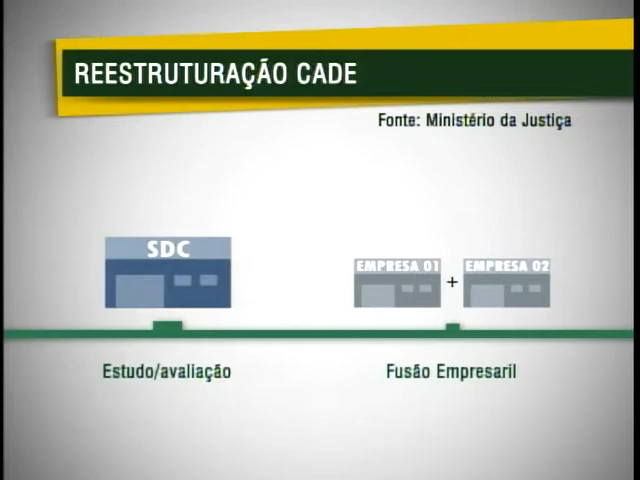 REESTRUTURAÇÃO CADE
Fonte: Ministério da Justiça
SDC
EMPRESA 01 + EMPRESA 02
Estudo/avaliação
Fusão Empresaril